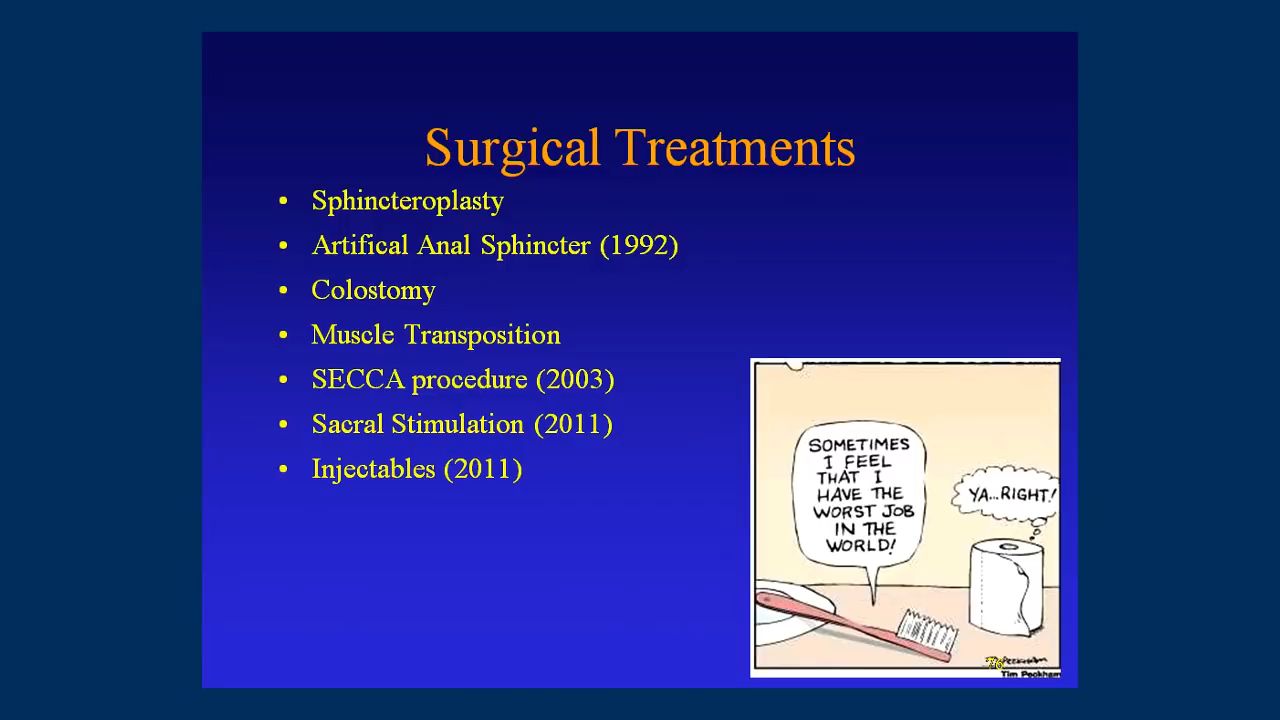 Surgical Treatments
• Sphincteroplasty
• Artifical Anal Sphincter (1992)
• Colostomy
• Muscle Transposition
• SECCA procedure (2003)
• Sacral Stimulation (2011)
• Injectables (2011)
SOMETIMES
I FEEL
THAT I
HAVE THE
WORST JOB
IN THE
WORLD!
YA...RIGHT!
Tim Peckham